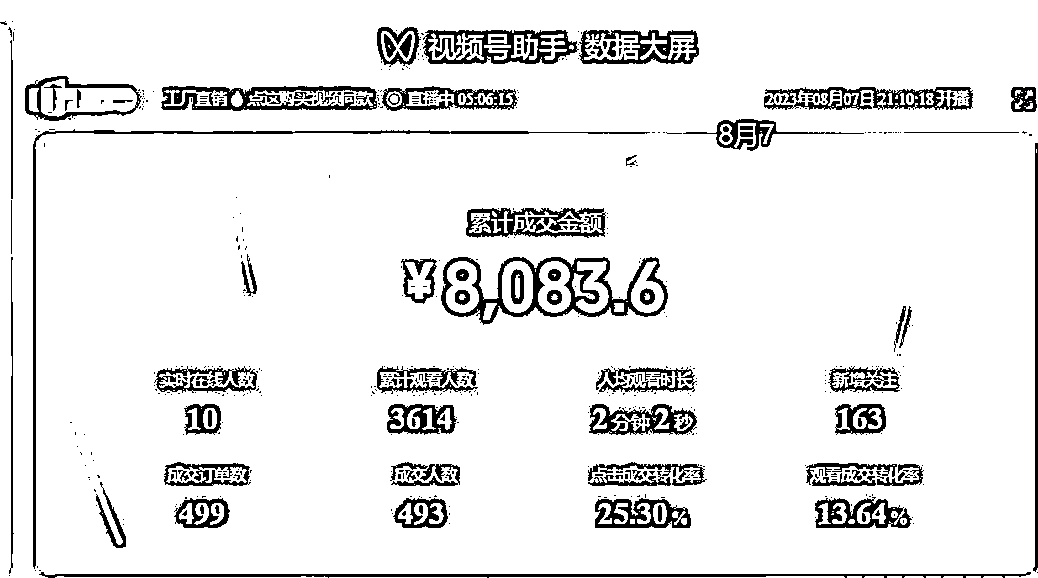 视频号助手·数据大屏
工厂直销💧点这购买视频同款 直播中 05:06:15 2023年08月07日 21:10:18 开播
8月7
累计成交金额
¥8,083.6
实时在线人数 累计观看人数 人均观看时长 新增关注
10 3614 2分钟2秒 163
成交订单数 成交人数 点击成交转化率 观看成交转化率
499 493 25.30% 13.64%